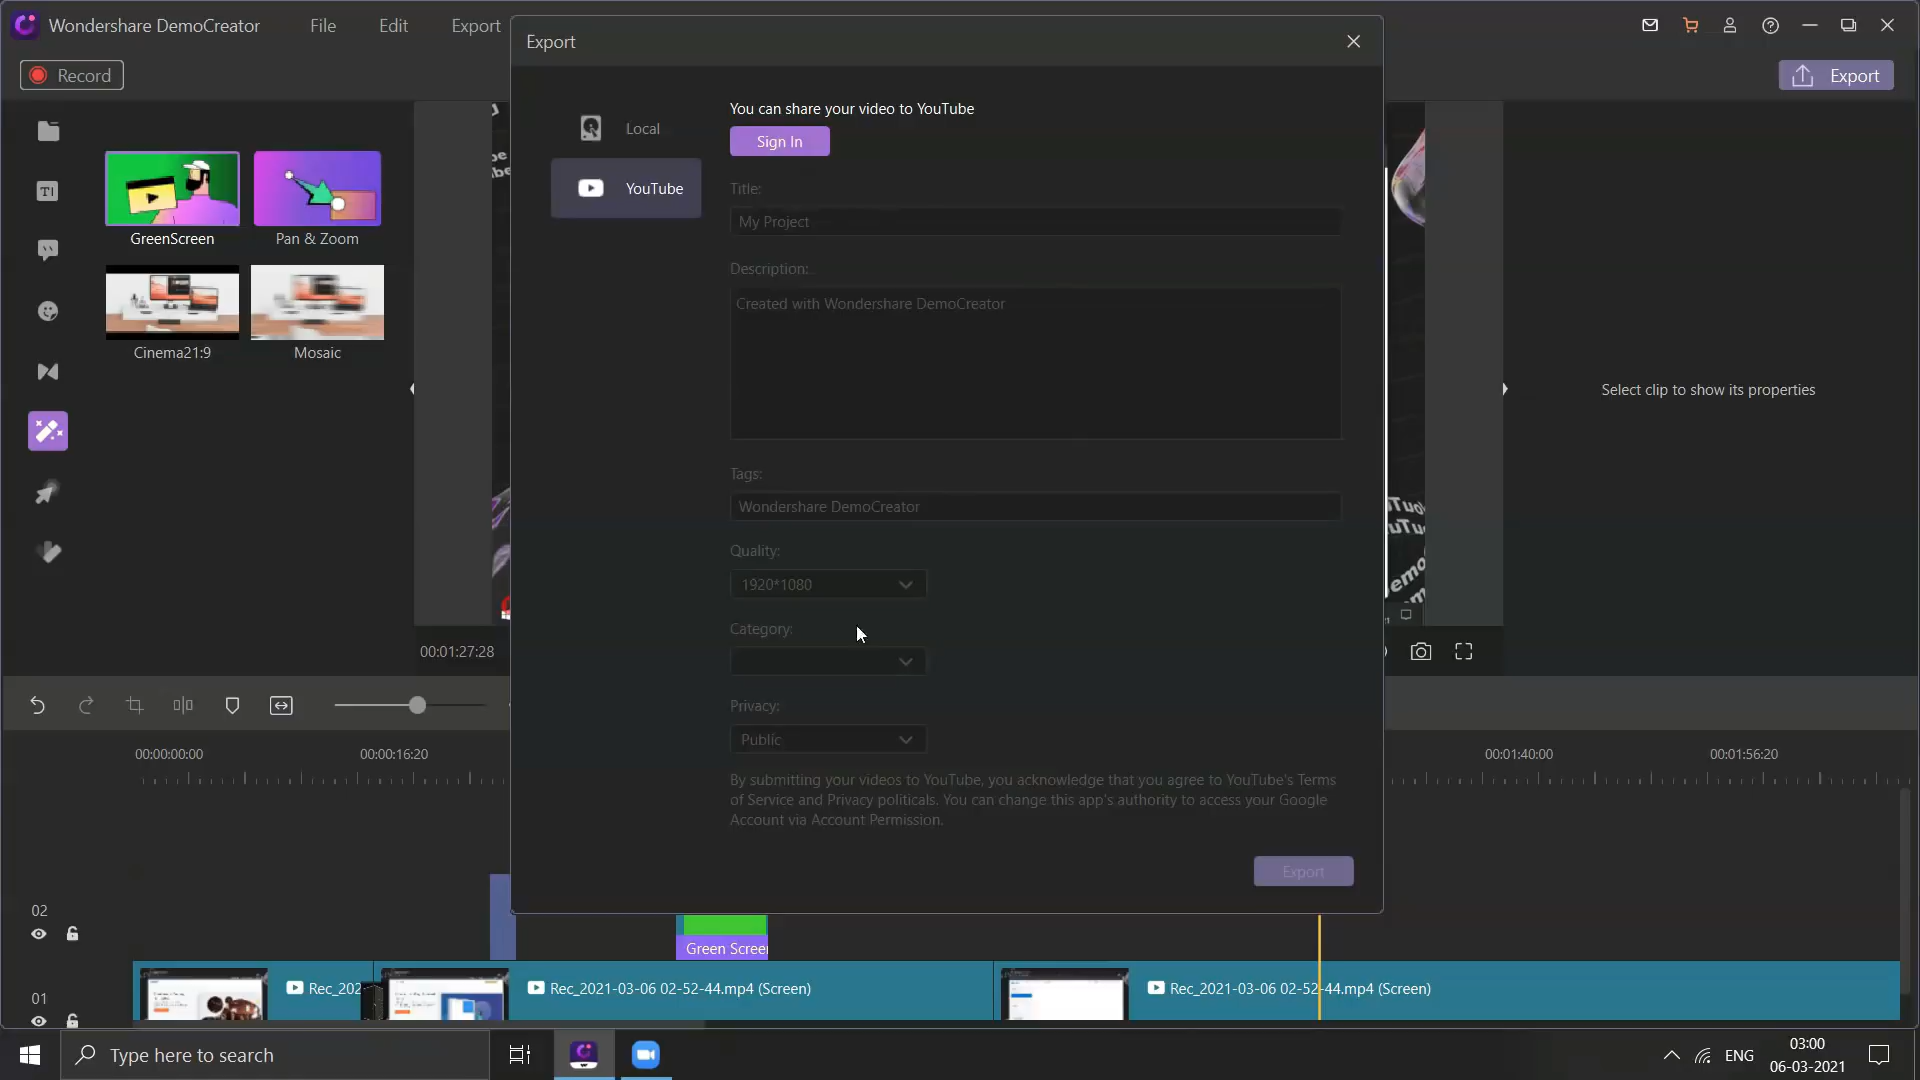 Wondershare DemoCreator
File
Edit
Export
Export
Record
Export
GreenScreen
Pan & Zoom
Cinema21:9
Mosaic
Local
YouTube
You can share your video to YouTube
Sign In
Title:
My Project
Description:
Created with Wondershare DemoCreator
Tags:
Wondershare DemoCreator
Quality:
1920*1080
Category:
Privacy:
Public
By submitting your videos to YouTube, you acknowledge that you agree to YouTube's Terms
of Service and Privacy politicals. You can change this app's authority to access your Google
Account via Account Permission.
Export
Select clip to show its properties
00:01:27:28
00:00:00:00
00:00:16:20
00:01:40:00
00:01:56:20
02
Green Screen
01
Rec_202
Rec_2021-03-06 02-52-44.mp4 (Screen)
Rec_2021-03-06 02-52-44.mp4 (Screen)
Type here to search
ENG
03:00
06-03-2021